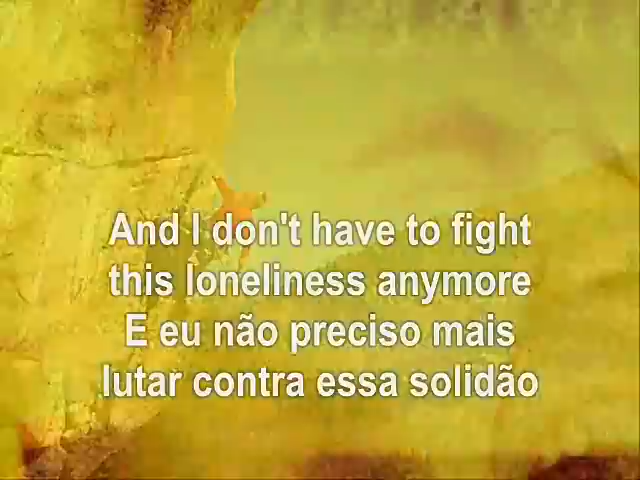 And I don't have to fight
this loneliness anymore
E eu não preciso mais
lutar contra essa solidão